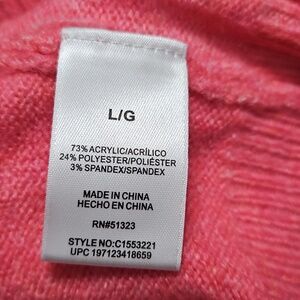 L/G
73% ACRYLIC/ACRÍLICO
24% POLYESTER/POLIÉSTER
3% SPANDEX/SPANDEX
MADE IN CHINA
HECHO EN CHINA
RN#51323
STYLE NO:C1553221
UPC 197123418659